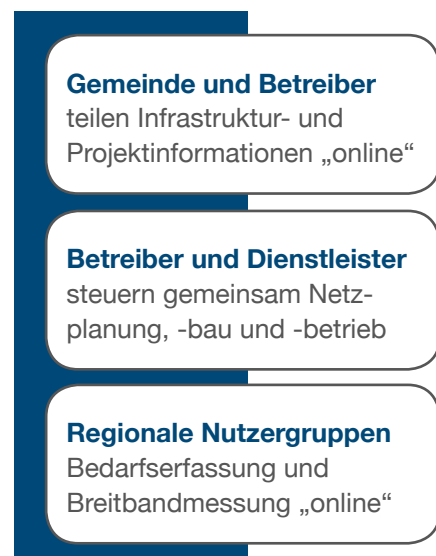 Gemeinde und Betreiber
teilen Infrastruktur- und
Projektinformationen „online“
Betreiber und Dienstleister
steuern gemeinsam Netz-
planung, -bau und -betrieb
Regionale Nutzergruppen
Bedarfserfassung und
Breitbandmessung „online“